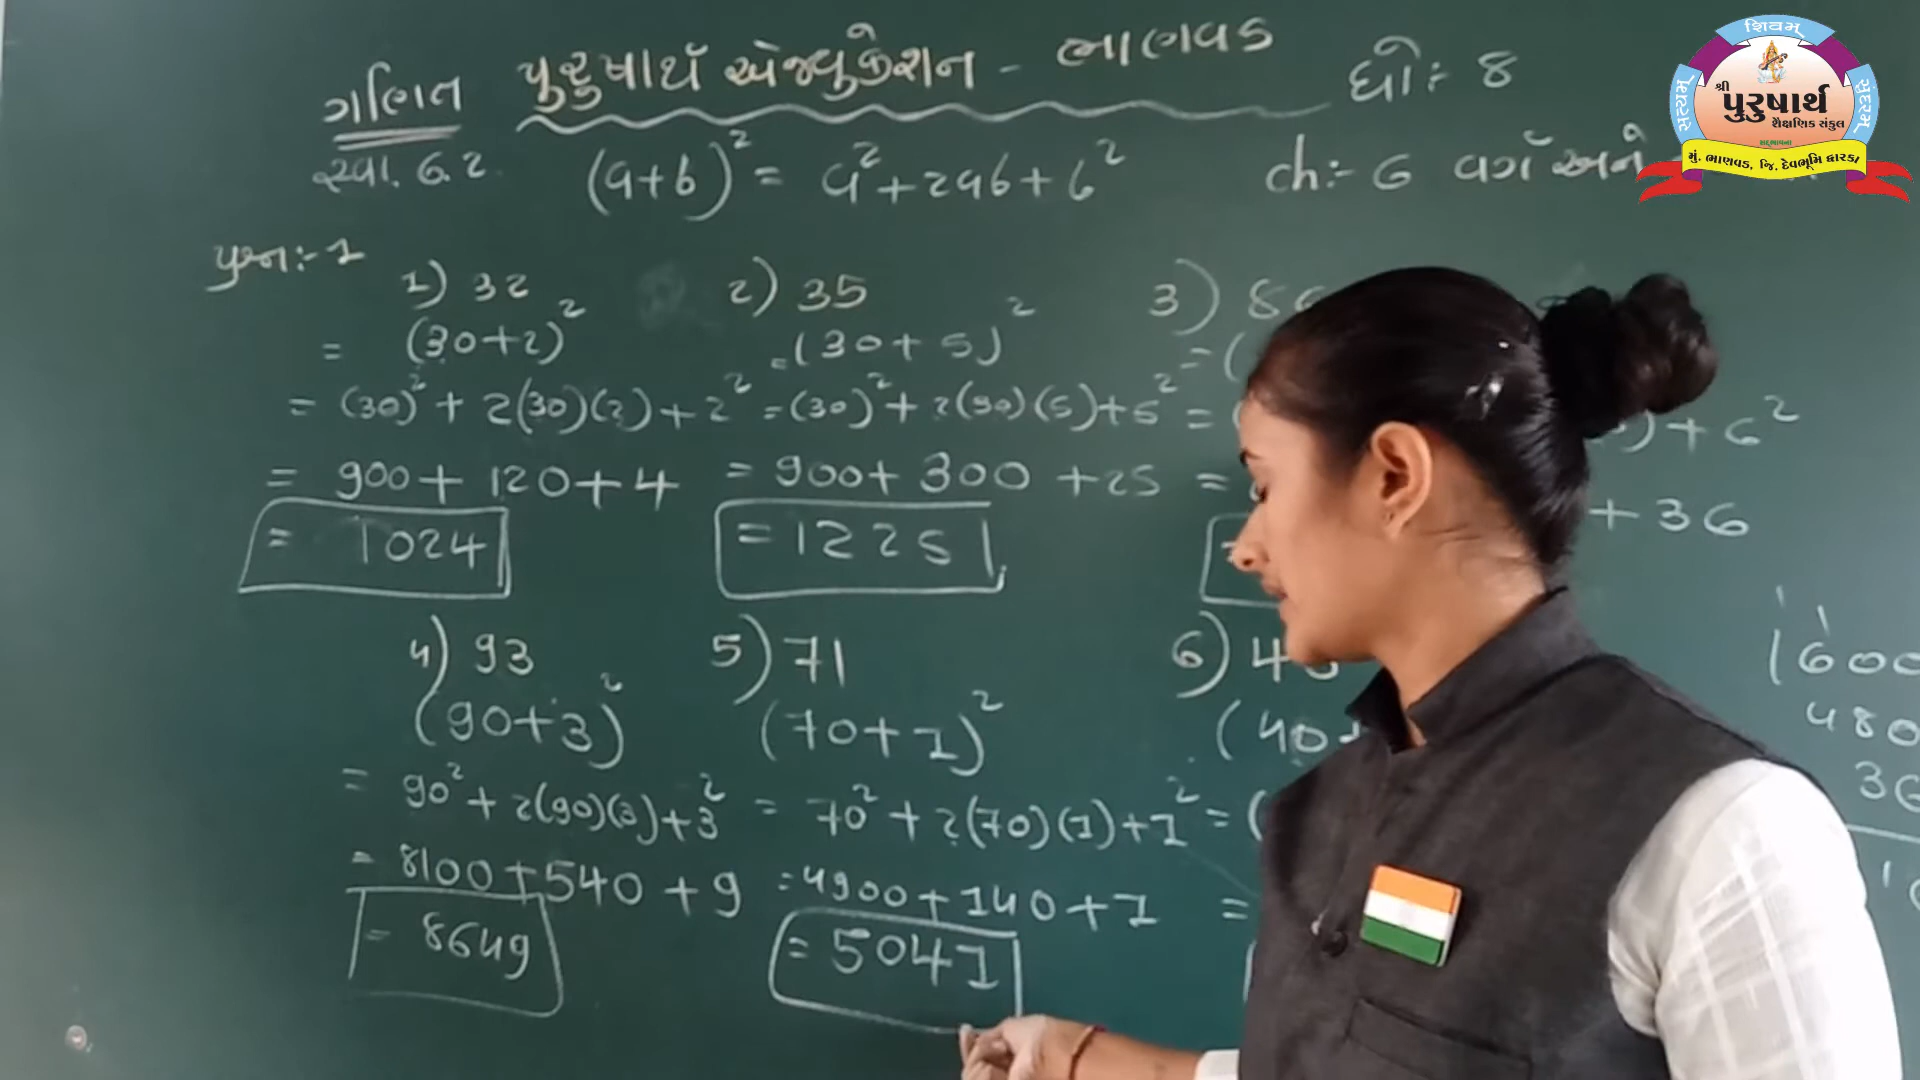 ગણિત પુરુષાર્થ એજ્યુકેશન - ભાણવડ ધો:- 8
સ્વા. 6.2 (a+b)² = a²+2ab+b² ch:- 6 વર્ગ અને
પ્રશ્ન:-1
1) 32 2) 35 3) 86
= (30+2)² = (30+5)² = (
= (30)² + 2(30)(2) + 2² = (30)² + 2(30)(5) + 5² = ) + 6²
= 900 + 120 + 4 = 900 + 300 + 25 = + 36
= 1024 = 1225
4) 93 5) 71 6) 4
(90+3)² (70+1)² (40+
= 90² + 2(90)(3) + 3² = 70² + 2(70)(1) + 1² = (
= 8100 + 540 + 9 = 4900 + 140 + 1 =
= 8649 = 5041
1600
480
36
શિવમ્
સત્યમ્
સુંદરમ્
શ્રી
પુરુષાર્થ
શૈક્ષણિક સંકુલ
મું. ભાણવડ, જિ. દેવભૂમિ દ્વારકા